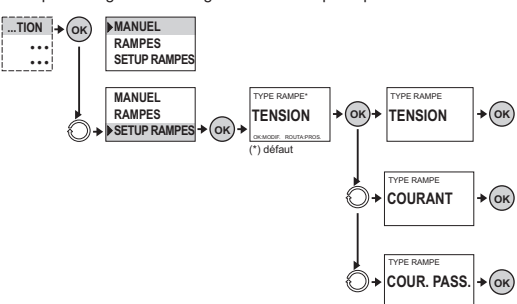 ...TION
OK
MANUEL
RAMPES
SETUP RAMPES
MANUEL
RAMPES
SETUP RAMPES
OK
TYPE RAMPE*
TENSION
OK:MODIF. ROUTA:PROS.
(*) défaut
OK
TYPE RAMPE
TENSION
OK
TYPE RAMPE
COURANT
OK
TYPE RAMPE
COUR. PASS.
OK